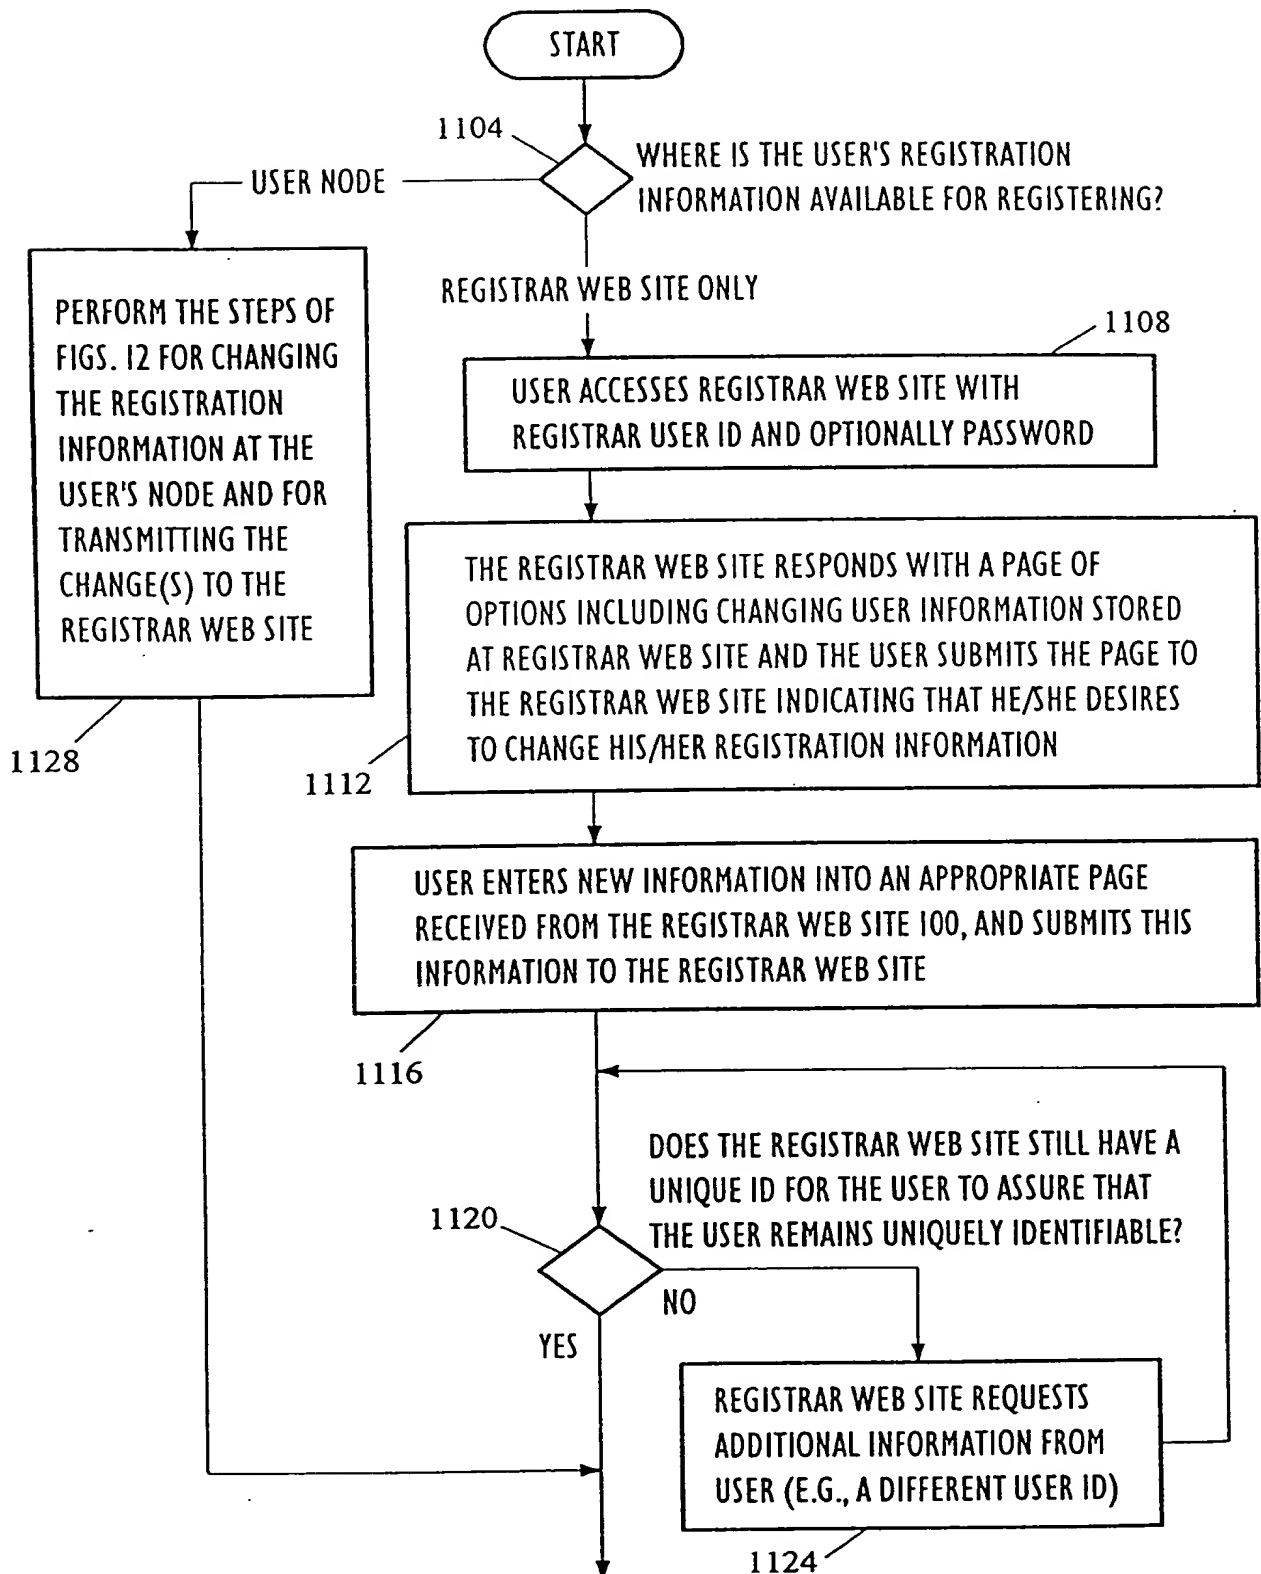 START
1104
WHERE IS THE USER'S REGISTRATION
INFORMATION AVAILABLE FOR REGISTERING?
USER NODE
REGISTRAR WEB SITE ONLY
PERFORM THE STEPS OF
FIGS. 12 FOR CHANGING
THE REGISTRATION
INFORMATION AT THE
USER'S NODE AND FOR
TRANSMITTING THE
CHANGE(S) TO THE
REGISTRAR WEB SITE
1128
1108
USER ACCESSES REGISTRAR WEB SITE WITH
REGISTRAR USER ID AND OPTIONALLY PASSWORD
THE REGISTRAR WEB SITE RESPONDS WITH A PAGE OF
OPTIONS INCLUDING CHANGING USER INFORMATION STORED
AT REGISTRAR WEB SITE AND THE USER SUBMITS THE PAGE TO
THE REGISTRAR WEB SITE INDICATING THAT HE/SHE DESIRES
TO CHANGE HIS/HER REGISTRATION INFORMATION
1112
USER ENTERS NEW INFORMATION INTO AN APPROPRIATE PAGE
RECEIVED FROM THE REGISTRAR WEB SITE 100, AND SUBMITS THIS
INFORMATION TO THE REGISTRAR WEB SITE
1116
DOES THE REGISTRAR WEB SITE STILL HAVE A
UNIQUE ID FOR THE USER TO ASSURE THAT
THE USER REMAINS UNIQUELY IDENTIFIABLE?
1120
NO
YES
REGISTRAR WEB SITE REQUESTS
ADDITIONAL INFORMATION FROM
USER (E.G., A DIFFERENT USER ID)
1124